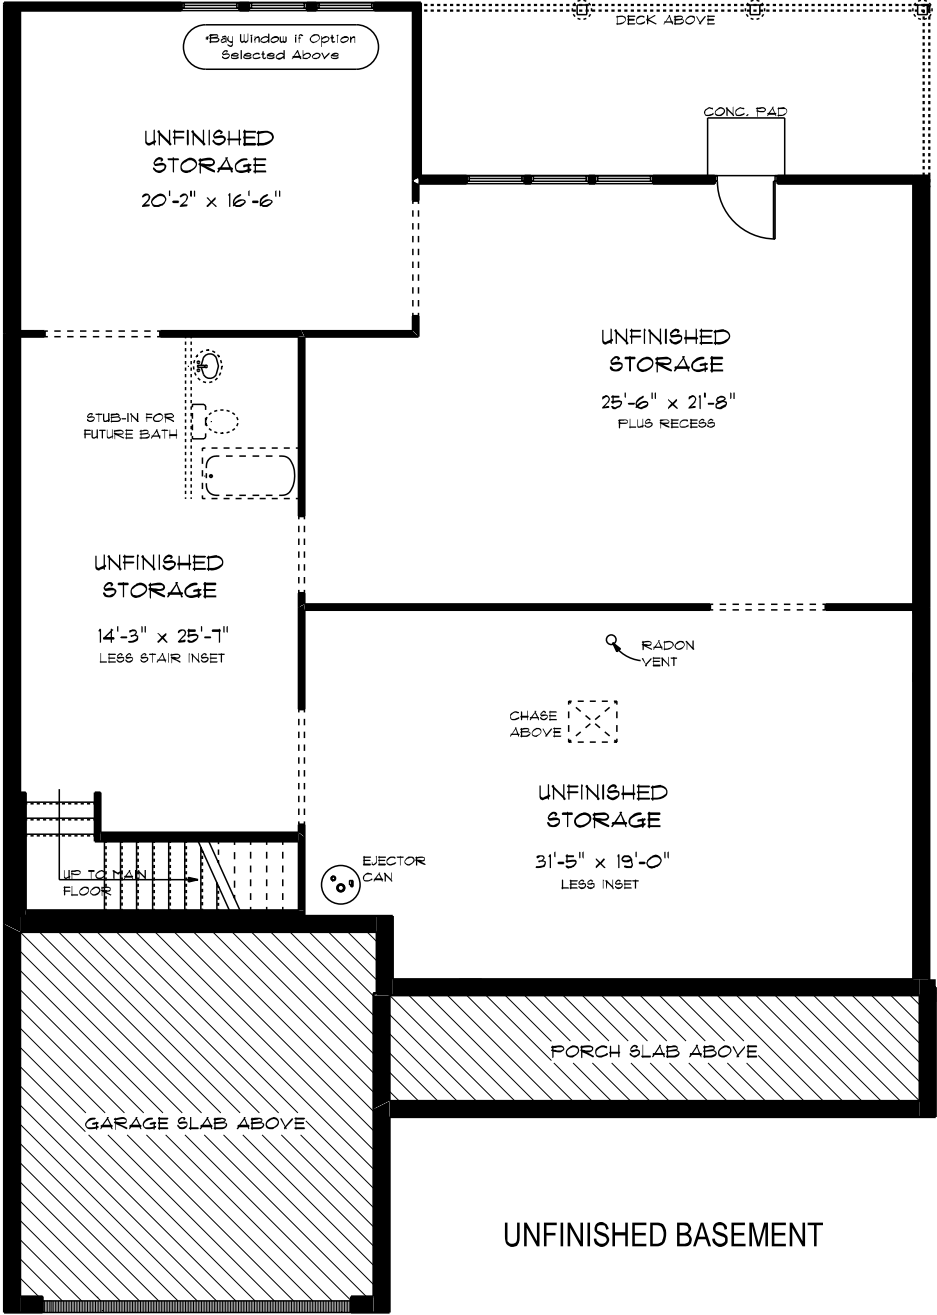 DECK ABOVE
*Bay Window if Option
Selected Above
CONC. PAD
UNFINISHED
STORAGE
20'-2" x 16'-6"
UNFINISHED
STORAGE
25'-6" x 21'-8"
PLUS RECESS
STUB-IN FOR
FUTURE BATH
UNFINISHED
STORAGE
14'-3" x 25'-7"
LESS STAIR INSET
RADON
VENT
CHASE
ABOVE
UNFINISHED
STORAGE
31'-5" x 19'-0"
LESS INSET
EJECTOR
CAN
UP TO MAIN
FLOOR
PORCH SLAB ABOVE
GARAGE SLAB ABOVE
UNFINISHED BASEMENT